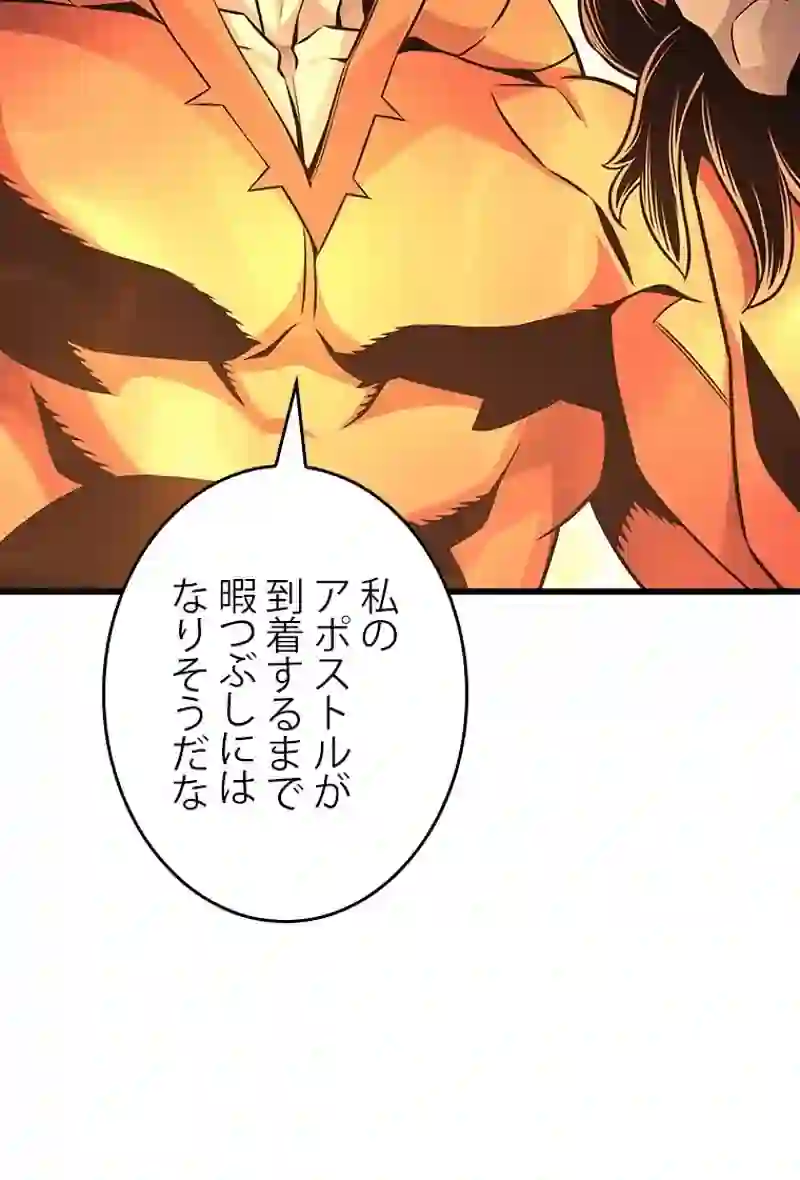 私の
アポストルが
到着するまで
暇つぶしには
なりそうだな